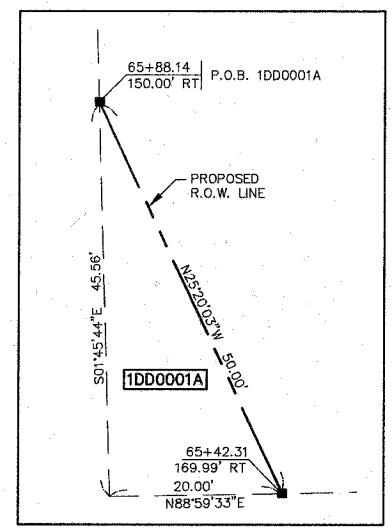 65+88.14
150.00' RT
P.O.B. 1DD0001A
PROPOSED
R.O.W. LINE
N25°20'03"W 50.00'
S01°45'44"E 45.56'
1DD0001A
65+42.31
169.99' RT
20.00'
N88°59'33"E